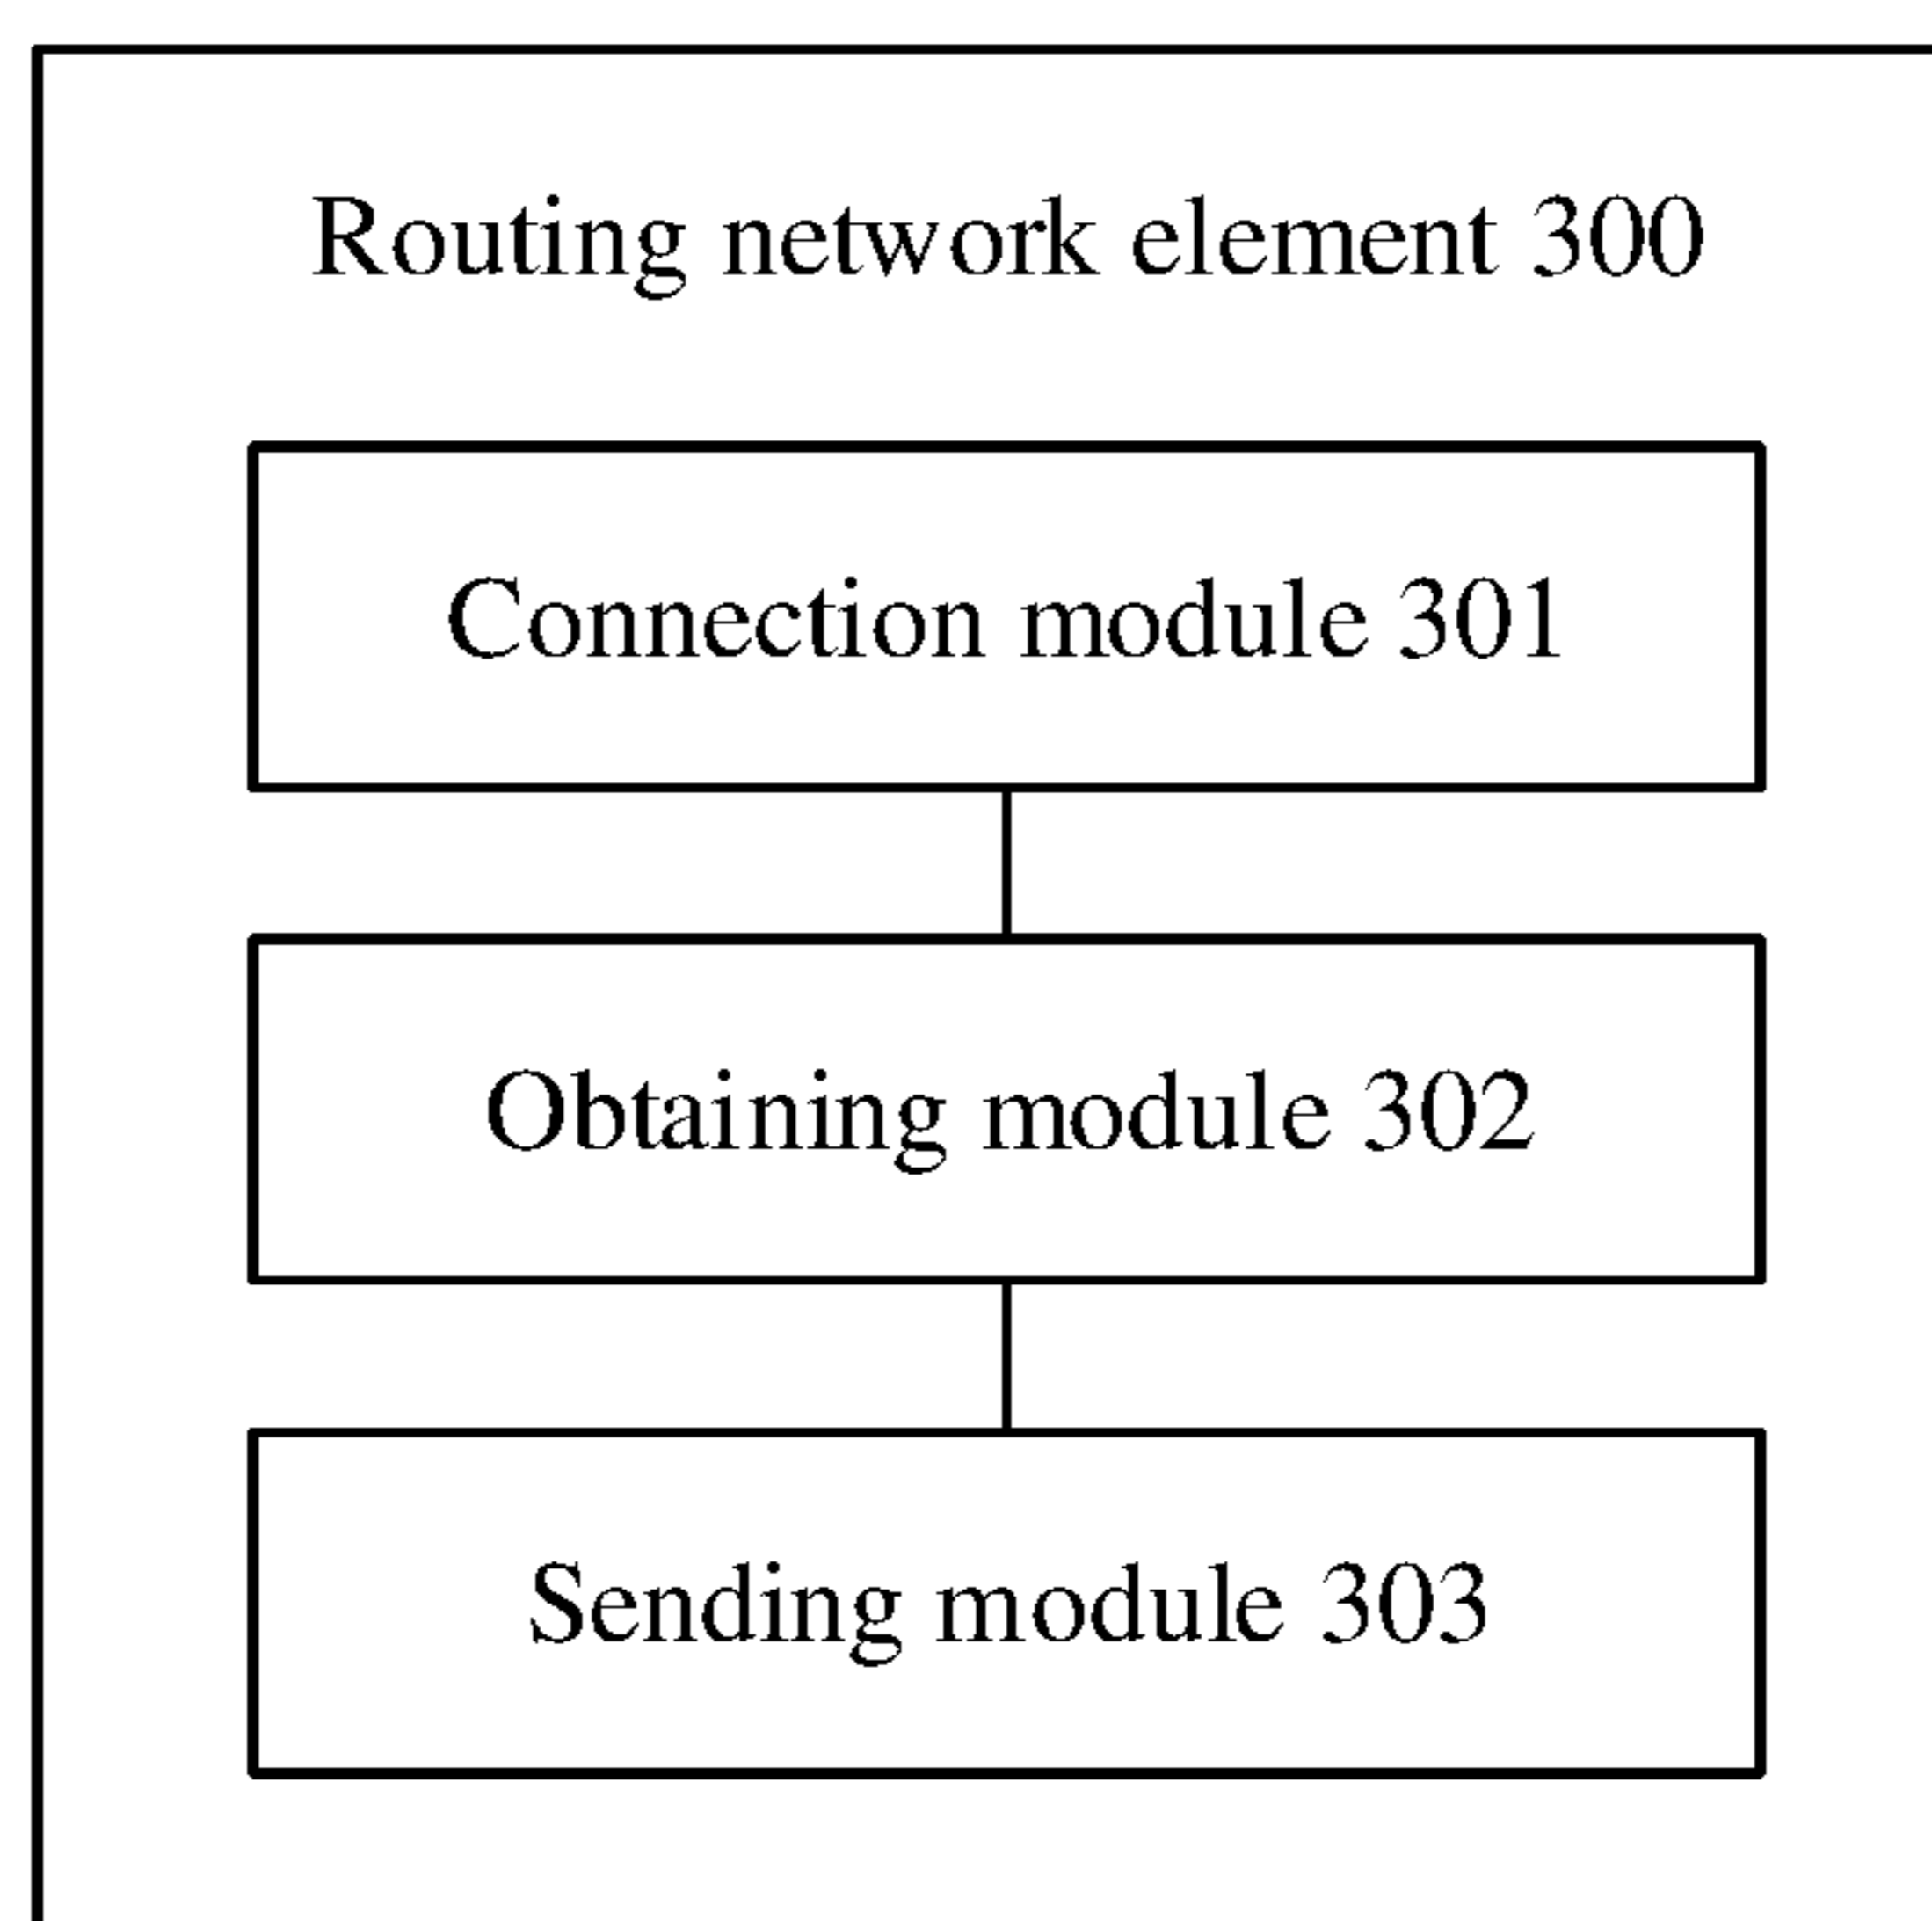 Routing network element 300
Connection module 301
Obtaining module 302
Sending module 303